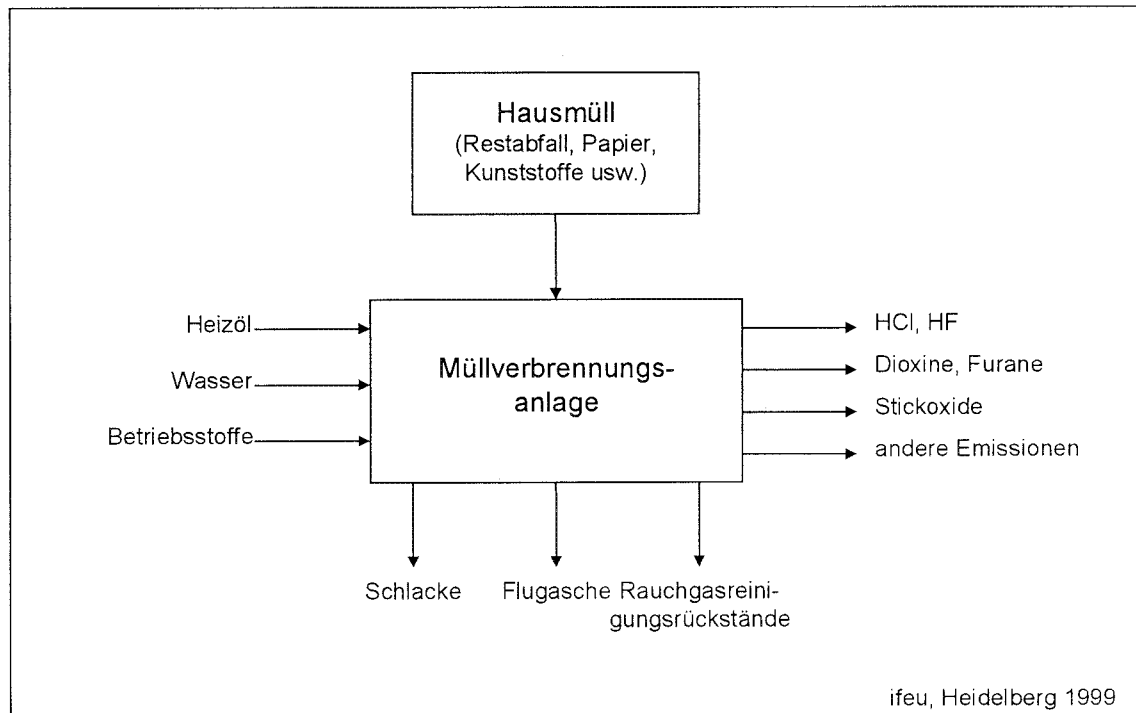 Hausmüll
(Restabfall, Papier,
Kunststoffe usw.)
Heizöl
Wasser
Betriebsstoffe
Müllverbrennungs-
anlage
HCl, HF
Dioxine, Furane
Stickoxide
andere Emissionen
Schlacke
Flugasche
Rauchgasreini-
gungsrückstände
ifeu, Heidelberg 1999